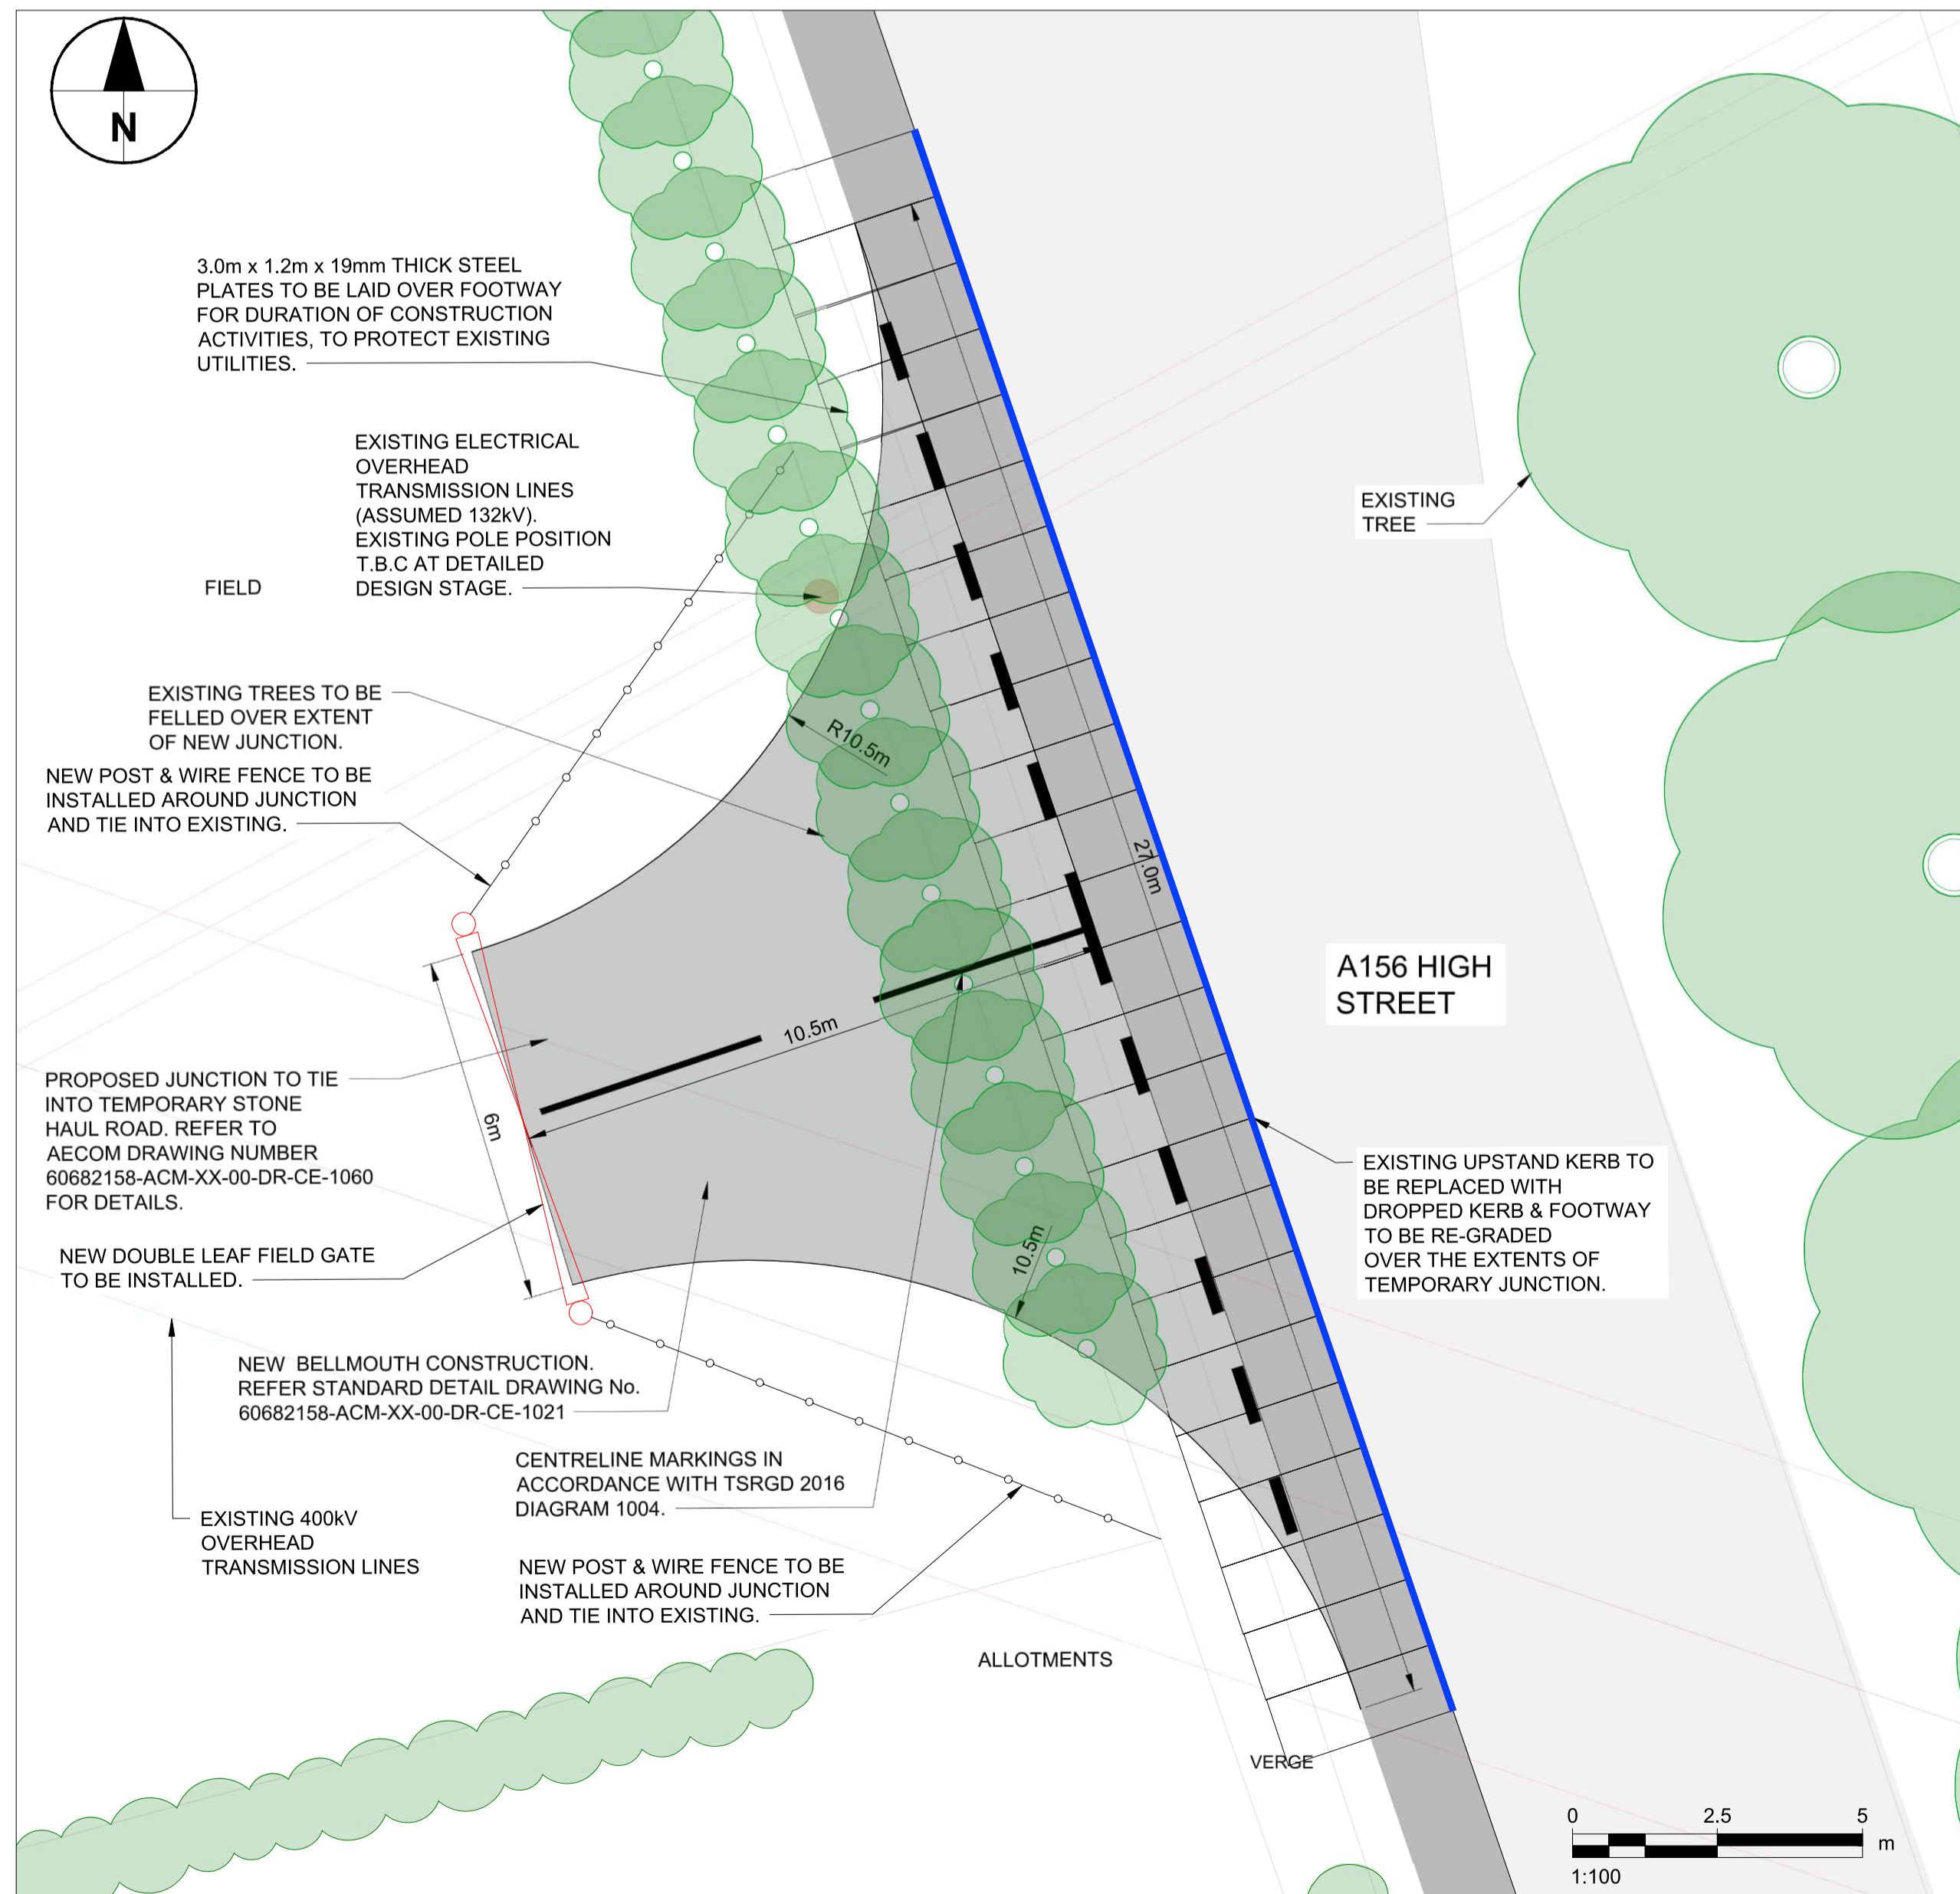 N
3.0m x 1.2m x 19mm THICK STEEL
PLATES TO BE LAID OVER FOOTWAY
FOR DURATION OF CONSTRUCTION
ACTIVITIES, TO PROTECT EXISTING
UTILITIES.
EXISTING ELECTRICAL
OVERHEAD
TRANSMISSION LINES
(ASSUMED 132kV).
EXISTING POLE POSITION
T.B.C AT DETAILED
DESIGN STAGE.
FIELD
EXISTING
TREE
EXISTING TREES TO BE
FELLED OVER EXTENT
OF NEW JUNCTION.
R10.5m
NEW POST & WIRE FENCE TO BE
INSTALLED AROUND JUNCTION
AND TIE INTO EXISTING.
27.0m
A156 HIGH
STREET
10.5m
6m
PROPOSED JUNCTION TO TIE
INTO TEMPORARY STONE
HAUL ROAD. REFER TO
AECOM DRAWING NUMBER
60682158-ACM-XX-00-DR-CE-1060
FOR DETAILS.
10.5m
EXISTING UPSTAND KERB TO
BE REPLACED WITH
DROPPED KERB & FOOTWAY
TO BE RE-GRADED
OVER THE EXTENTS OF
TEMPORARY JUNCTION.
NEW DOUBLE LEAF FIELD GATE
TO BE INSTALLED.
NEW BELLMOUTH CONSTRUCTION.
REFER STANDARD DETAIL DRAWING No.
60682158-ACM-XX-00-DR-CE-1021
CENTRELINE MARKINGS IN
ACCORDANCE WITH TSRGD 2016
DIAGRAM 1004.
EXISTING 400kV
OVERHEAD
TRANSMISSION LINES
NEW POST & WIRE FENCE TO BE
INSTALLED AROUND JUNCTION
AND TIE INTO EXISTING.
ALLOTMENTS
VERGE
0 2.5 5
m
1:100